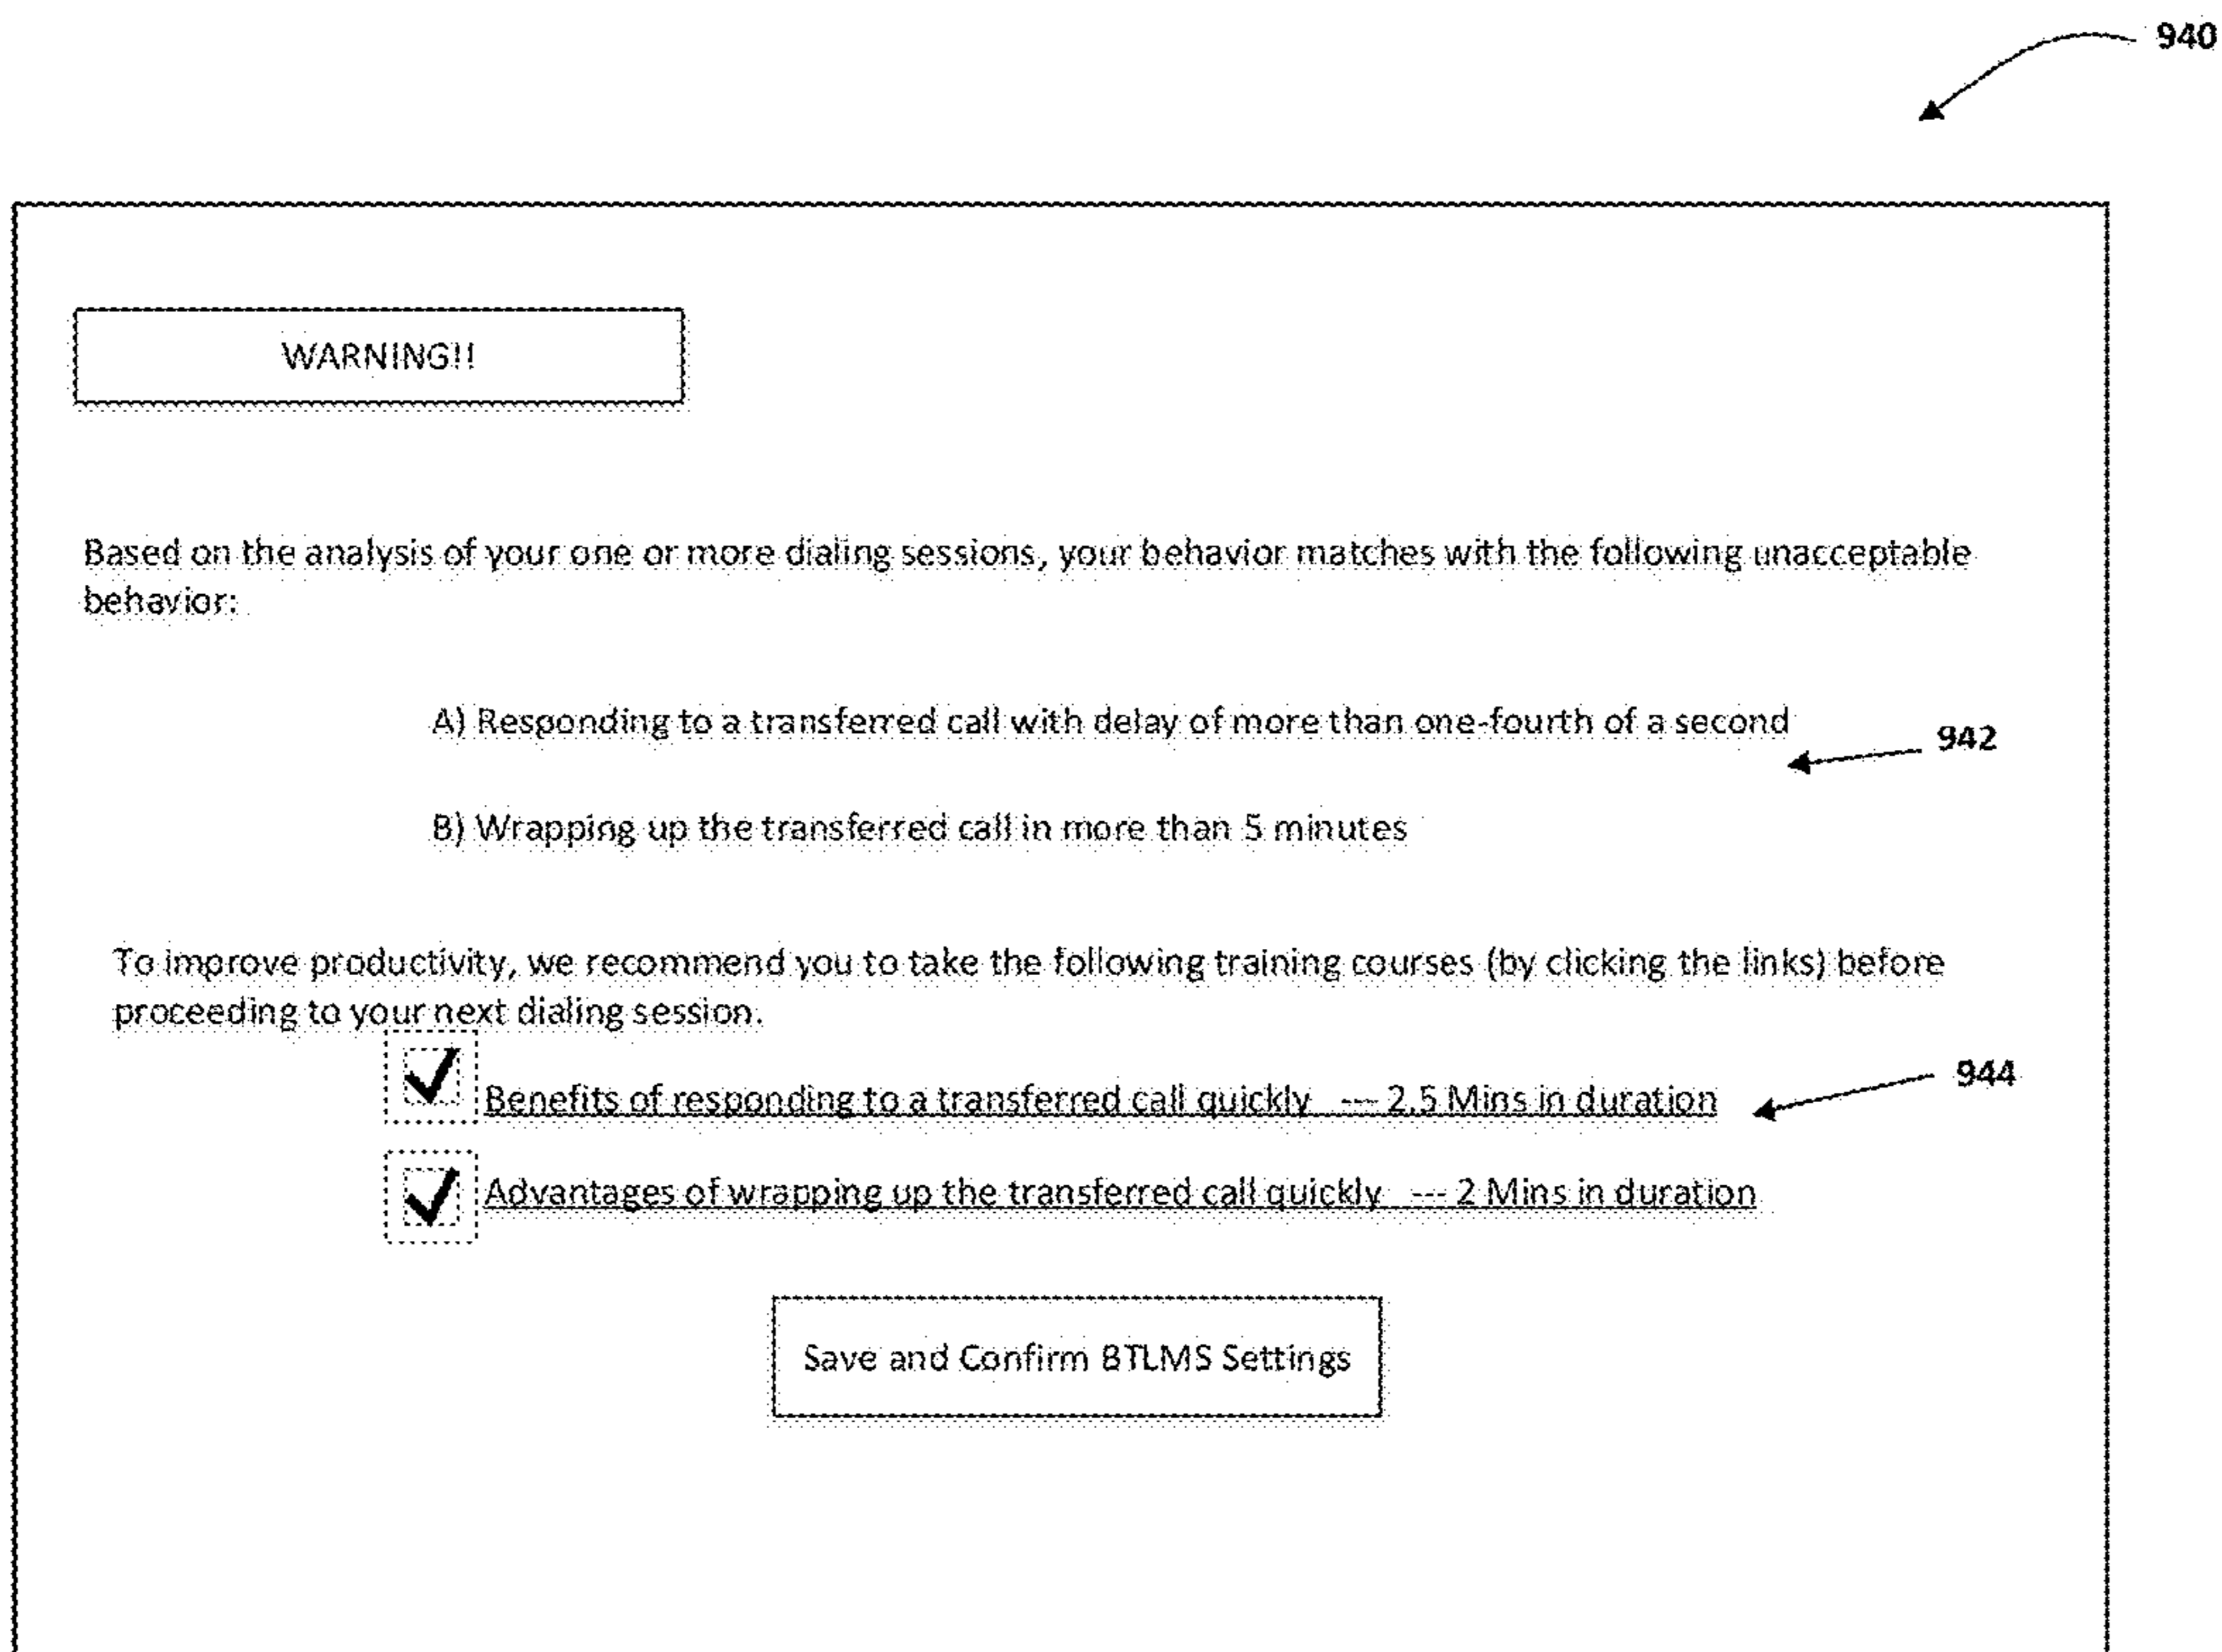 940
WARNING!!
Based on the analysis of your one or more dialing sessions, your behavior matches with the following unacceptable
behavior:
A) Responding to a transferred call with delay of more than one-fourth of a second
942
B) Wrapping up the transferred call in more than 5 minutes
To improve productivity, we recommend you to take the following training courses (by clicking the links) before
proceeding to your next dialing session.
Benefits of responding to a transferred call quickly --- 2.5 Mins in duration
944
Advantages of wrapping up the transferred call quickly --- 2 Mins in duration
Save and Confirm BTLMS Settings